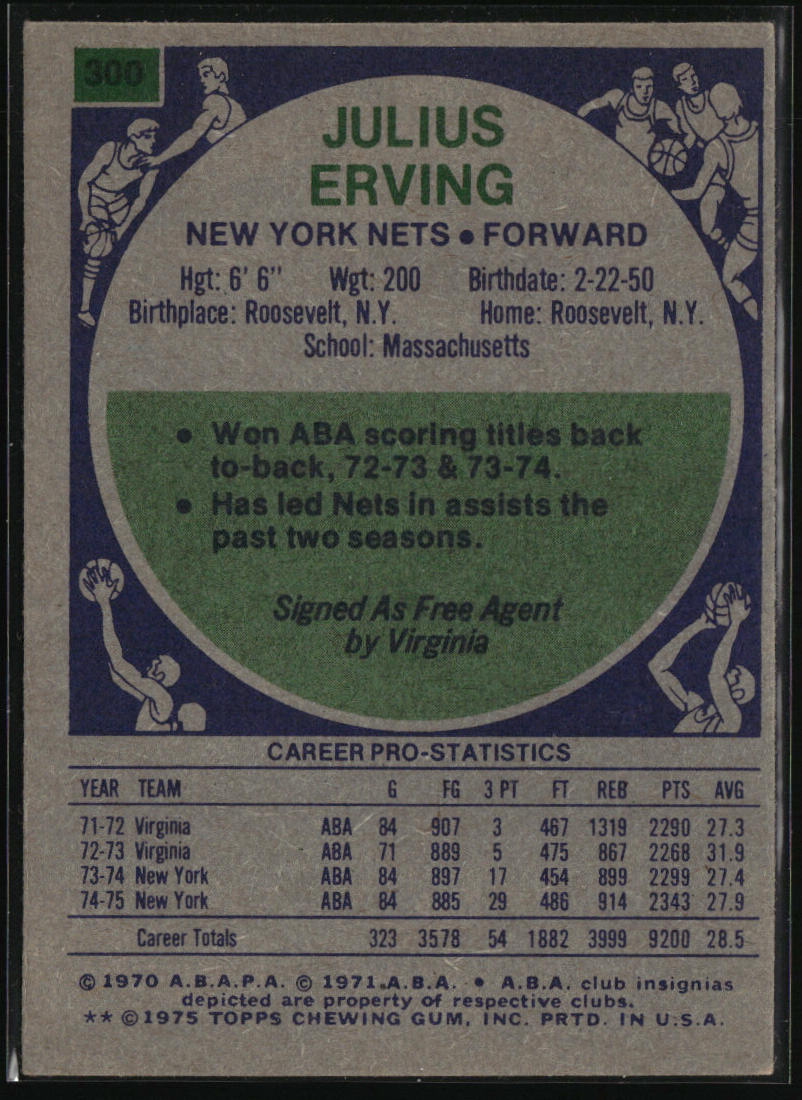 300
JULIUS
ERVING
NEW YORK NETS • FORWARD
Hgt: 6' 6" Wgt: 200 Birthdate: 2-22-50
Birthplace: Roosevelt, N.Y. Home: Roosevelt, N.Y.
School: Massachusetts
• Won ABA scoring titles back
to-back, 72-73 & 73-74.
• Has led Nets in assists the
past two seasons.
Signed As Free Agent
by Virginia
CAREER PRO-STATISTICS
YEAR TEAM G FG 3 PT FT REB PTS AVG
71-72 Virginia ABA 84 907 3 467 1319 2290 27.3
72-73 Virginia ABA 71 889 5 475 867 2268 31.9
73-74 New York ABA 84 897 17 454 899 2299 27.4
74-75 New York ABA 84 885 29 486 914 2343 27.9
Career Totals 323 3578 54 1882 3999 9200 28.5
© 1970 A.B.A.P.A. © 1971 A.B.A. • A.B.A. club insignias
depicted are property of respective clubs.
** © 1975 TOPPS CHEWING GUM, INC. PRTD. IN U.S.A.